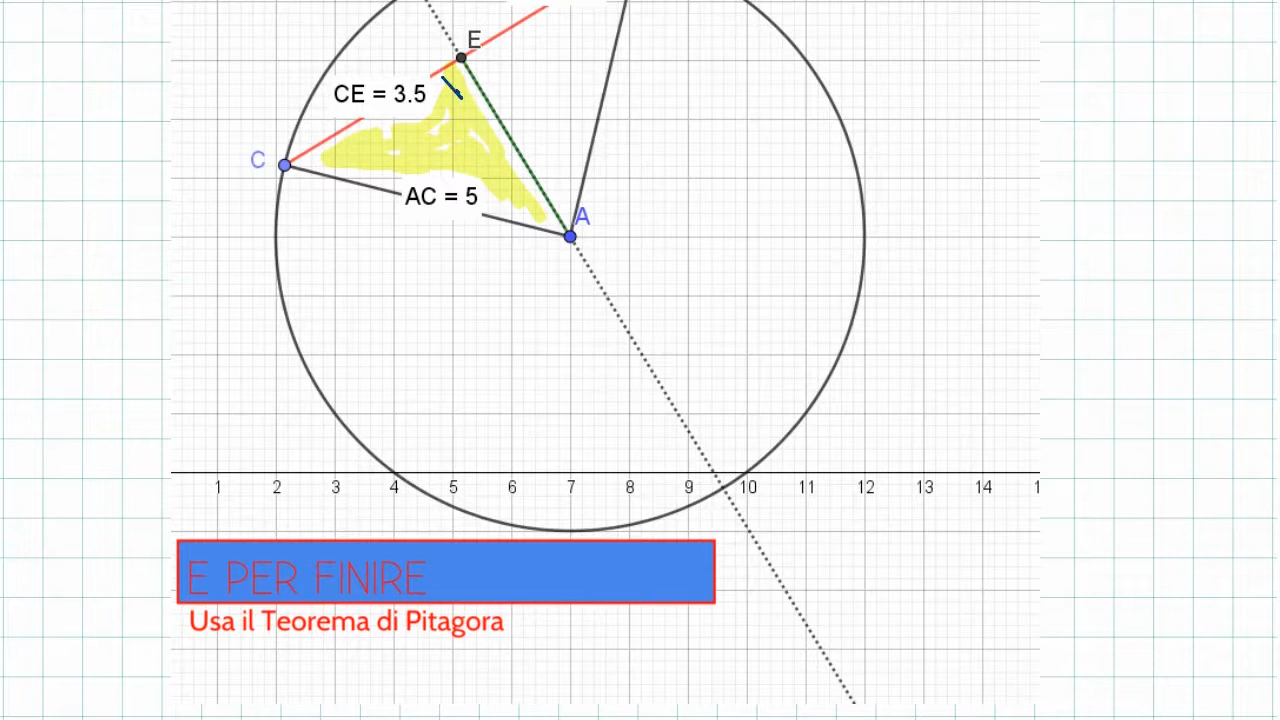 E
CE = 3.5
C
AC = 5
A
1 2 3 4 5 6 7 8 9 10 11 12 13 14 1
E PER FINIRE
Usa il Teorema di Pitagora